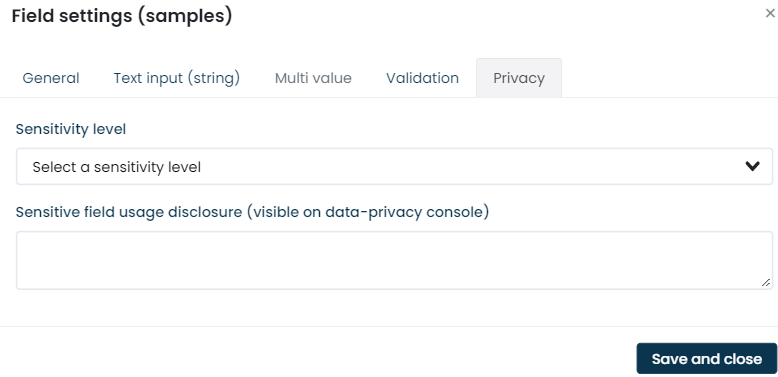 Field settings (samples)
×
General Text input (string) Multi value Validation Privacy
Sensitivity level
Select a sensitivity level
Sensitive field usage disclosure (visible on data-privacy console)
Save and close